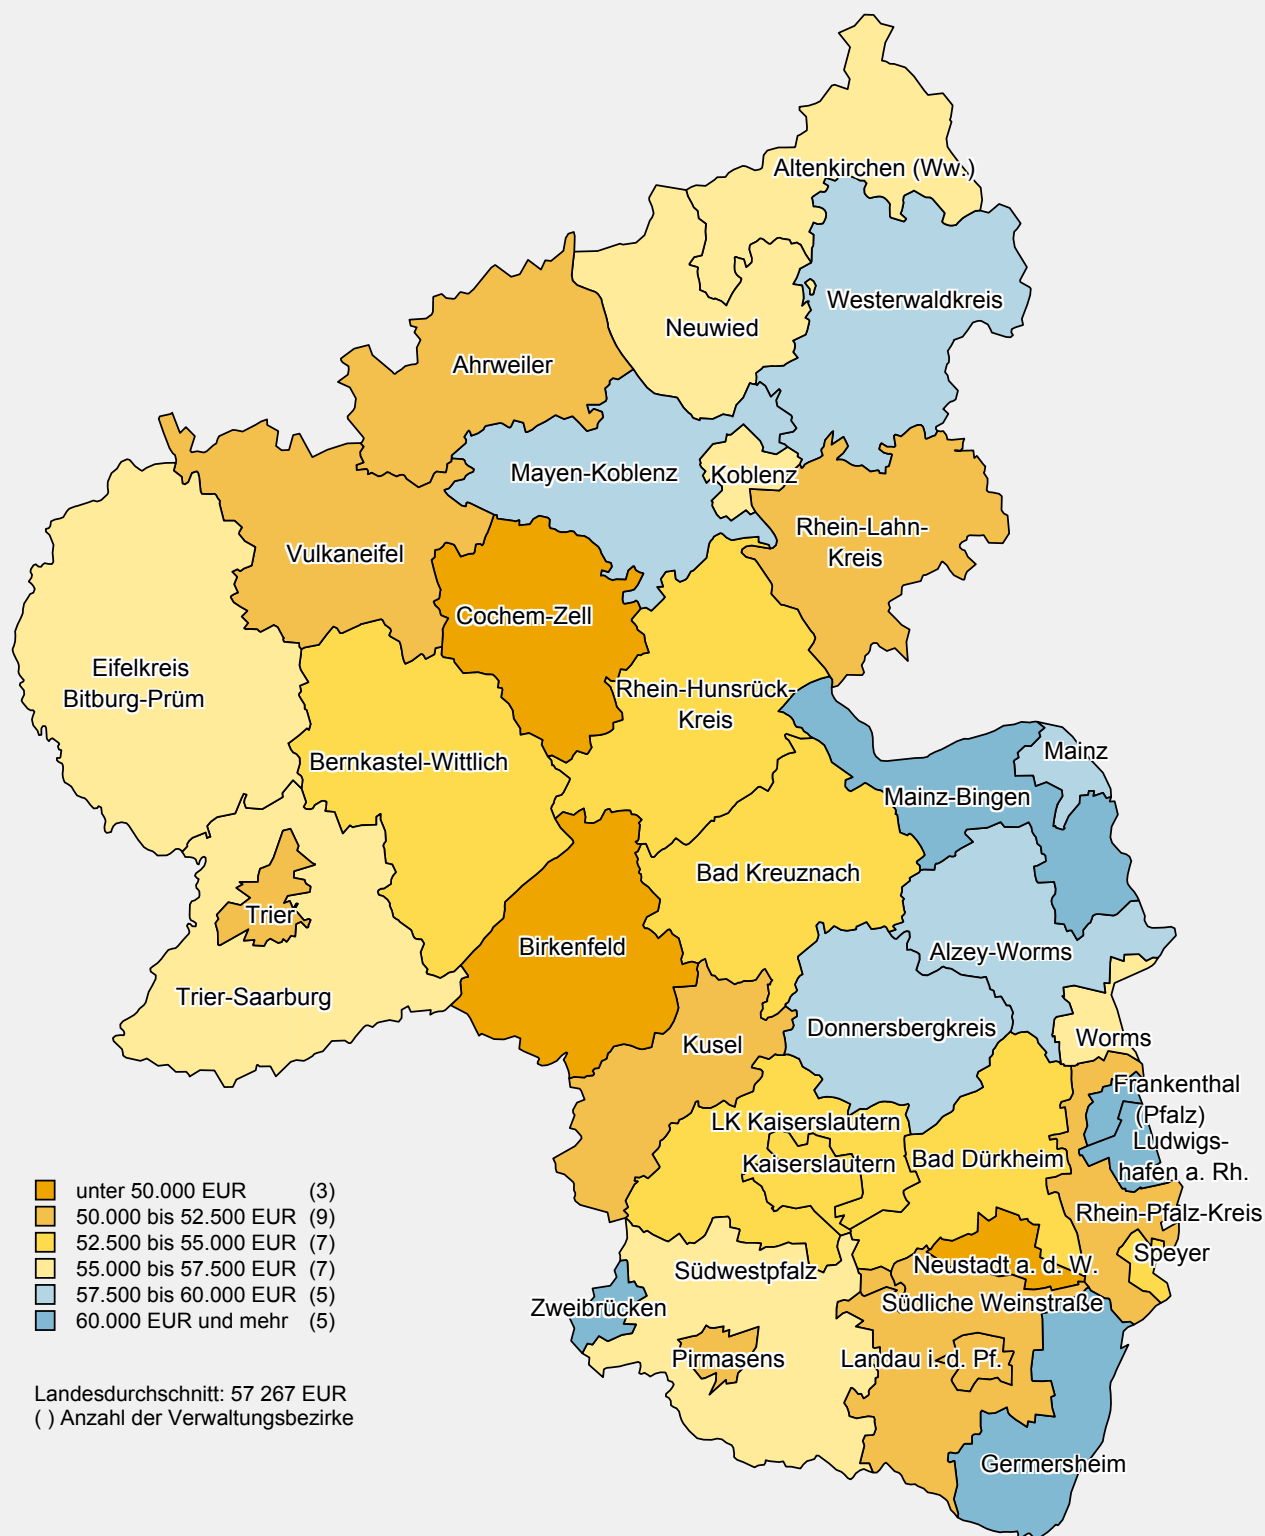 Altenkirchen (Ww.)
Westerwaldkreis
Neuwied
Ahrweiler
Mayen-Koblenz
Koblenz
Rhein-Lahn-
Kreis
Vulkaneifel
Cochem-Zell
Eifelkreis
Bitburg-Prüm
Rhein-Hunsrück-
Kreis
Bernkastel-Wittlich
Mainz
Mainz-Bingen
Bad Kreuznach
Trier
Birkenfeld
Alzey-Worms
Trier-Saarburg
Donnersbergkreis
Kusel
Worms
Frankenthal
(Pfalz)
LK Kaiserslautern
Ludwigs-
hafen a. Rh.
Kaiserslautern
Bad Dürkheim
Rhein-Pfalz-Kreis
Speyer
Neustadt a. d. W.
Südwestpfalz
Südliche Weinstraße
Zweibrücken
Pirmasens
Landau i. d. Pf.
Germersheim
unter 50.000 EUR (3)
50.000 bis 52.500 EUR (9)
52.500 bis 55.000 EUR (7)
55.000 bis 57.500 EUR (7)
57.500 bis 60.000 EUR (5)
60.000 EUR und mehr (5)
Landesdurchschnitt: 57 267 EUR
( ) Anzahl der Verwaltungsbezirke